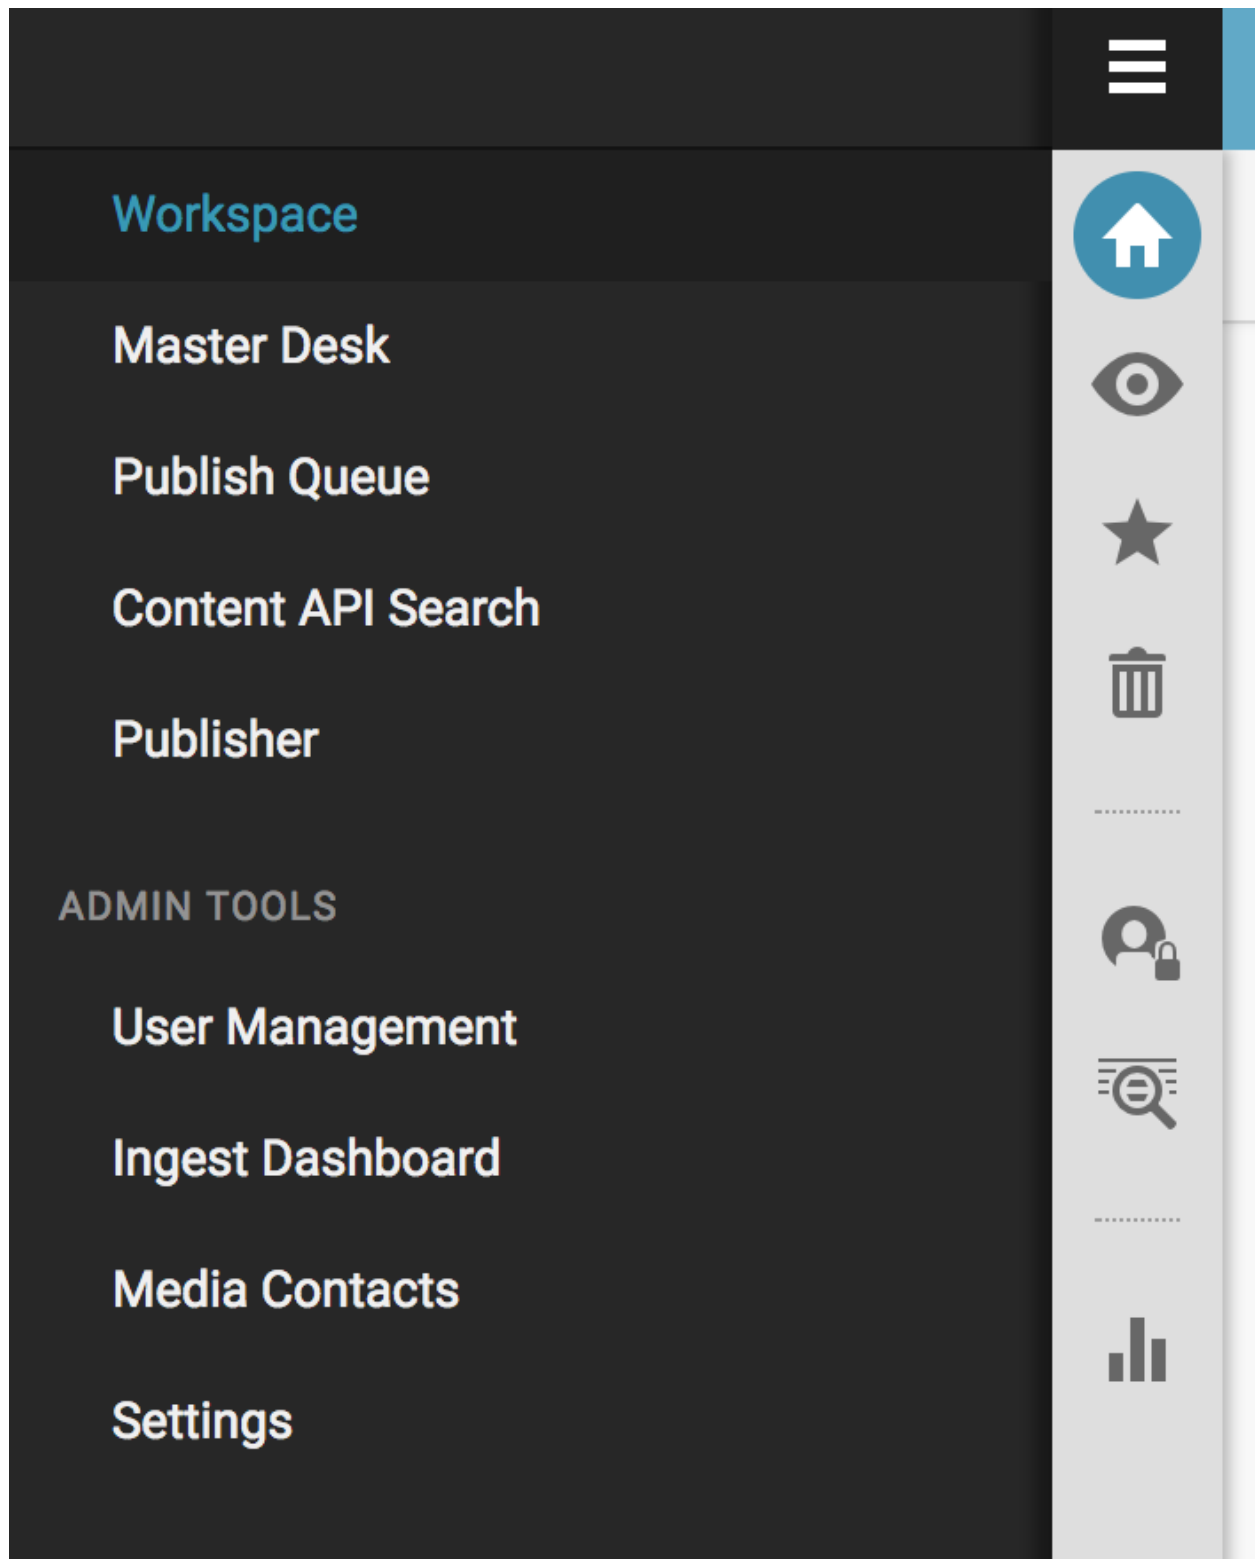 Workspace
Master Desk
Publish Queue
Content API Search
Publisher
ADMIN TOOLS
User Management
Ingest Dashboard
Media Contacts
Settings